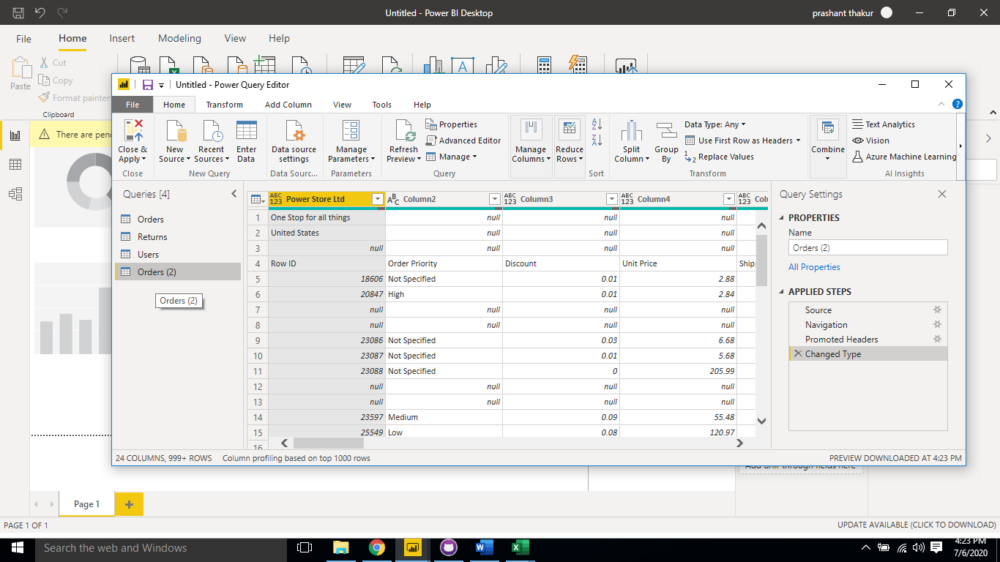 Untitled - Power BI Desktop
prashant thakur
File Home Insert Modeling View Help
Paste
Cut
Copy
Format painter
Clipboard
A
There are pen
Untitled - Power Query Editor
File Home Transform Add Column View Tools Help
Close & Apply
Close
New Source
Recent Sources
Enter Data
New Query
Data source settings
Data Sourc...
Manage Parameters
Parameters
Refresh Preview
Properties
Advanced Editor
Manage
Query
Manage Columns
Reduce Rows
Sort
Split Column
Group By
Data Type: Any
Use First Row as Headers
Replace Values
Transform
Combine
Text Analytics
Vision
Azure Machine Learning
AI Insights
Queries [4]
Orders
Returns
Users
Orders (2)
Orders (2)
ABC 123 Power Store Ltd ABC Column2 ABC 123 Column3 ABC 123 Column4 ABC 123
1 One Stop for all things null null null
2 United States null null null
3 null null null null
4 Row ID Order Priority Discount Unit Price Ship
5 18606 Not Specified 0.01 2.88
6 20847 High 0.01 2.84
7 null null null null
8 null null null null
9 23086 Not Specified 0.03 6.68
10 23087 Not Specified 0.01 5.68
11 23088 Not Specified 0 205.99
12 null null null null
13 null null null null
14 23597 Medium 0.09 55.48
15 25549 Low 0.08 120.97
16
Query Settings
PROPERTIES
Name
Orders (2)
All Properties
APPLIED STEPS
Source
Navigation
Promoted Headers
Changed Type
24 COLUMNS, 999+ ROWS Column profiling based on top 1000 rows
PREVIEW DOWNLOADED AT 4:23 PM
Add drill-through fields here
Page 1
PAGE 1 OF 1
UPDATE AVAILABLE (CLICK TO DOWNLOAD)
Search the web and Windows
4:23 PM
7/6/2020